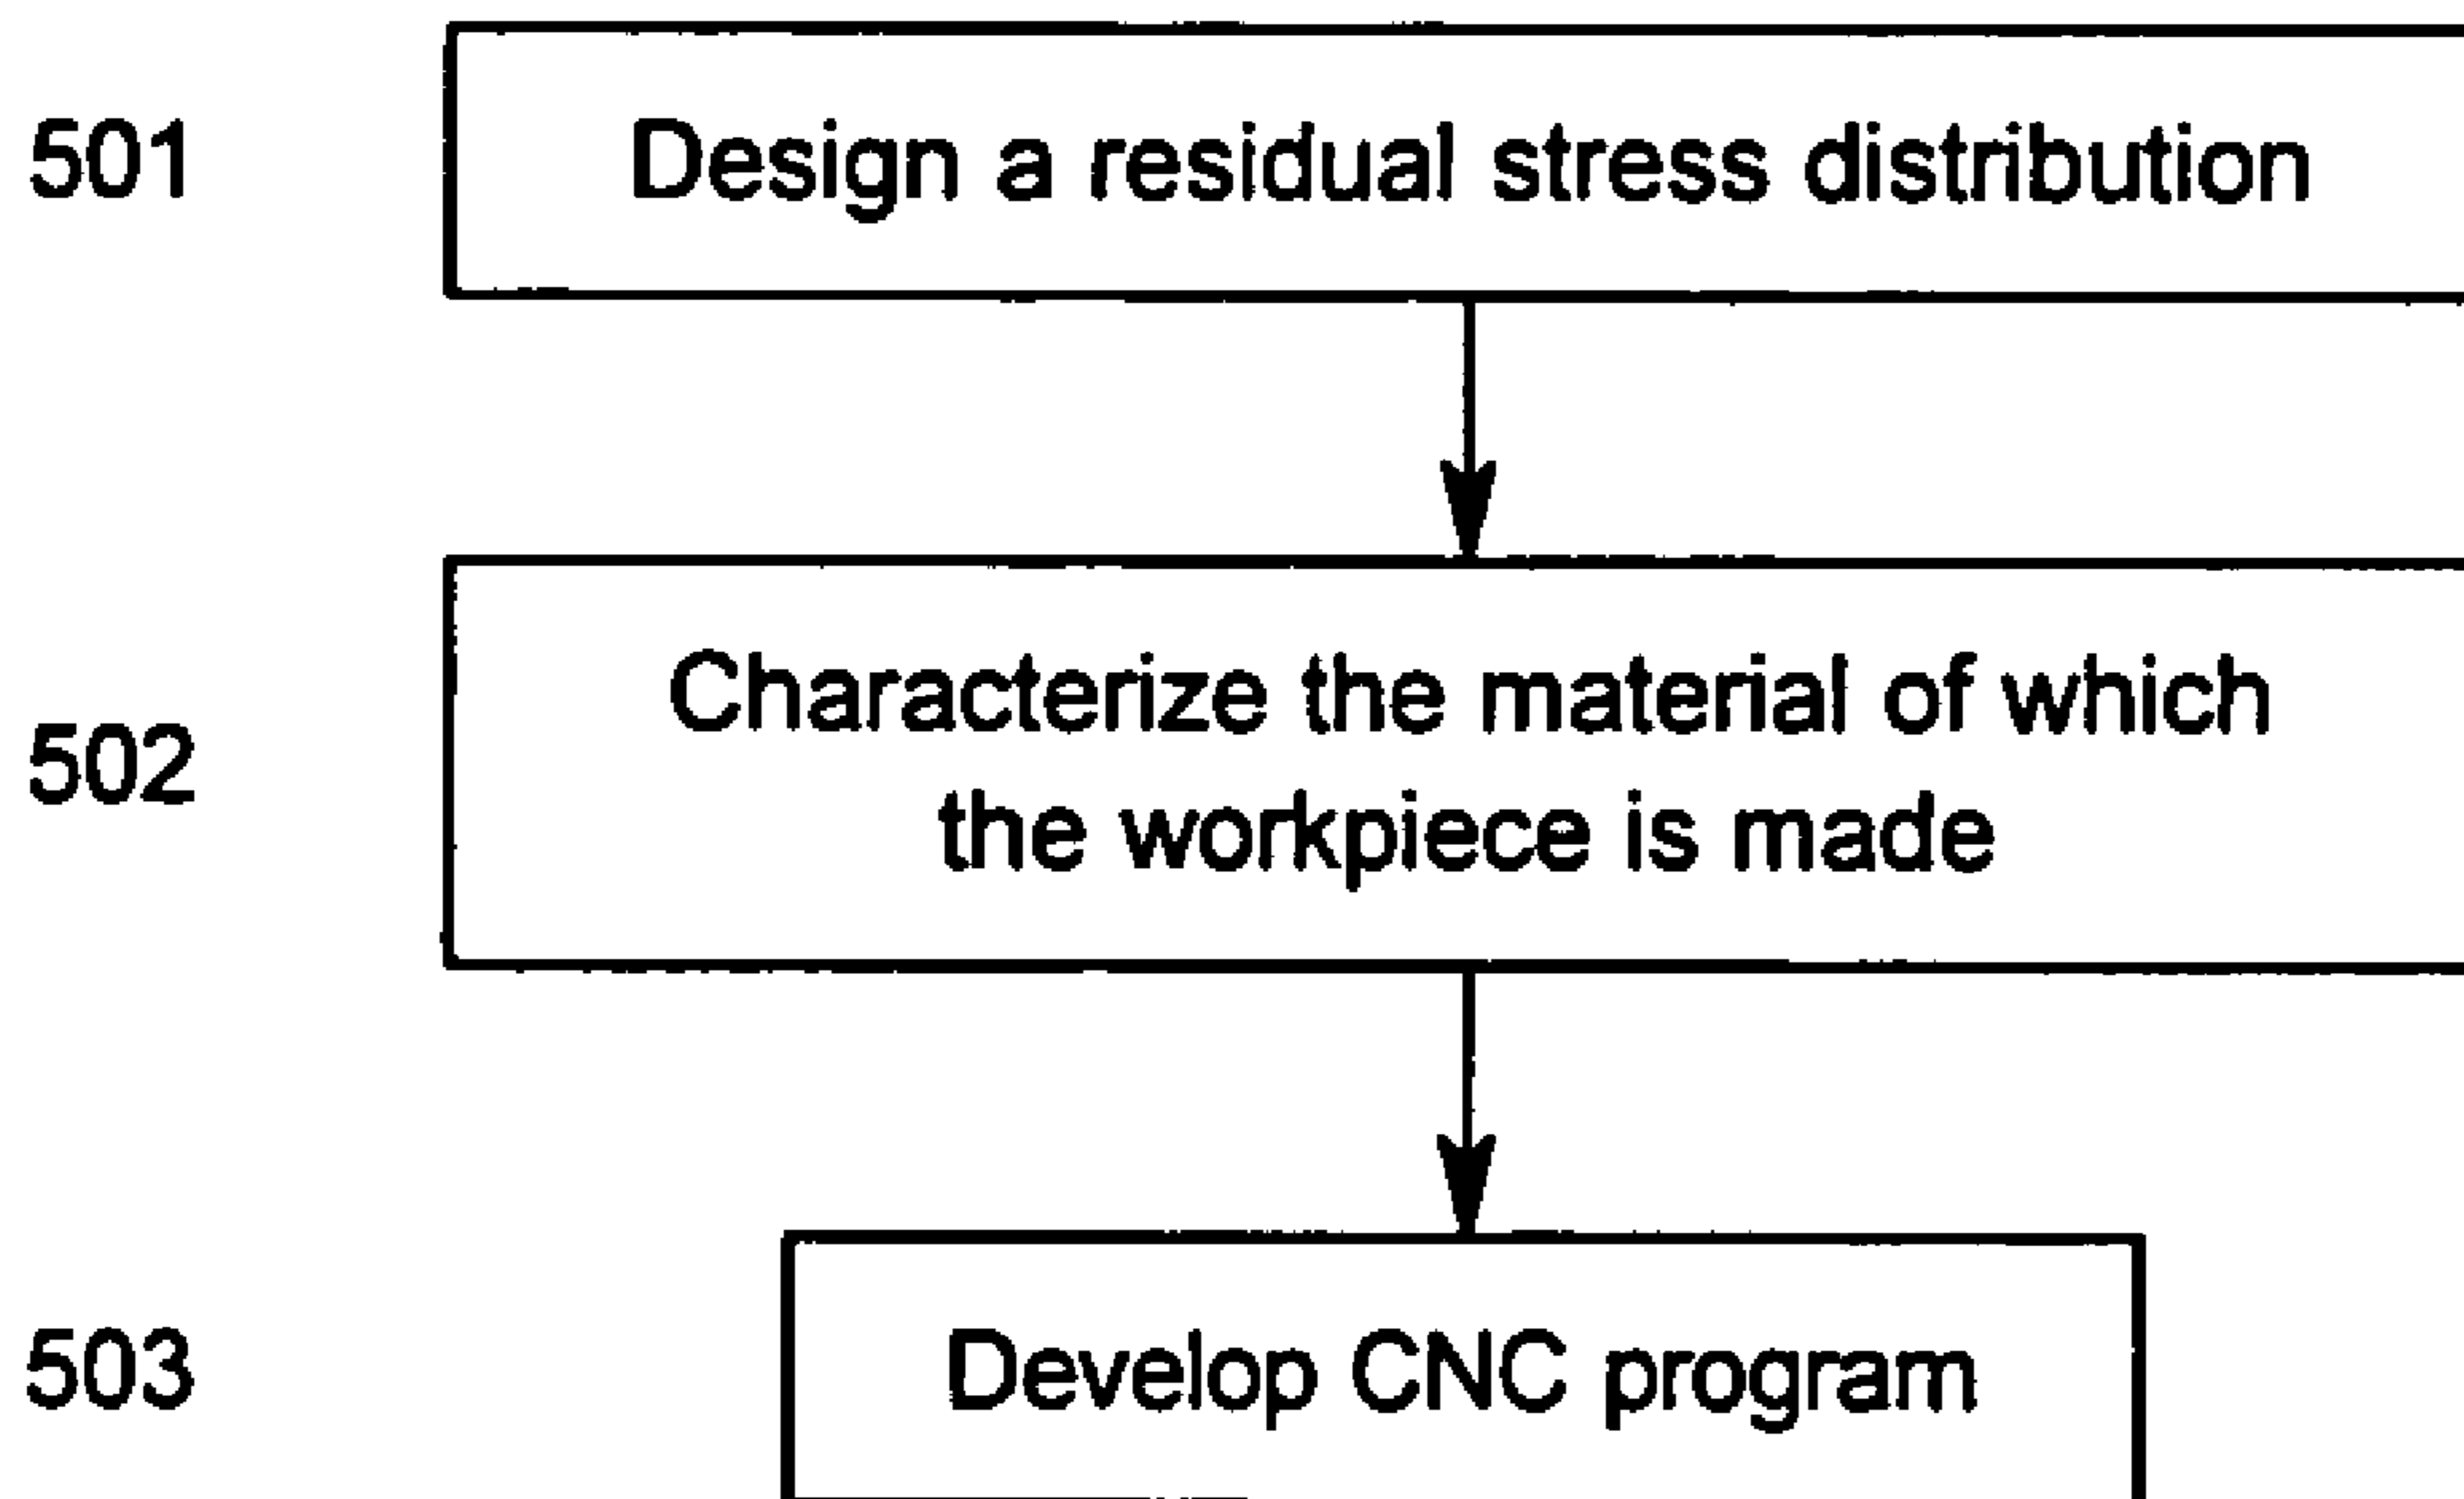 501
Design a residual stress distribution
Characterize the material of which
502
the workpiece is made
503
Develop CNC program